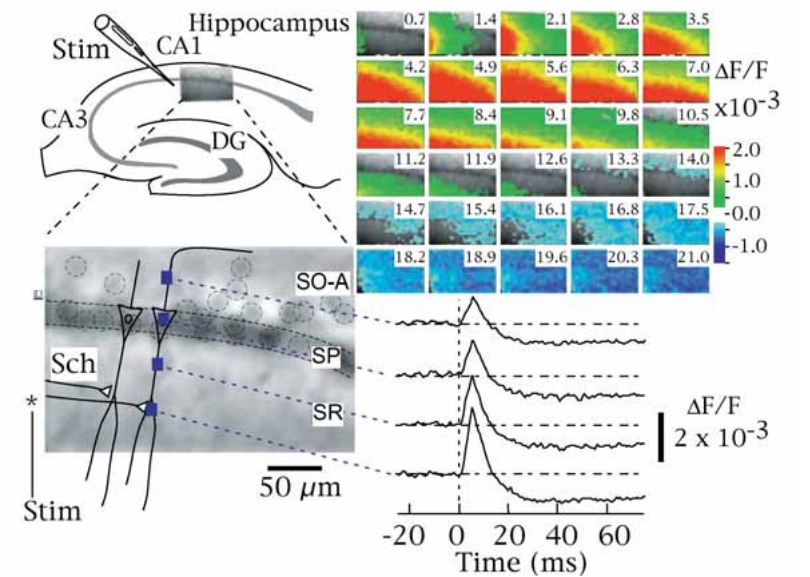 Hippocampus
CA1
Stim
CA3
DG
0.7 1.4 2.1 2.8 3.5
4.2 4.9 5.6 6.3 7.0
7.7 8.4 9.1 9.8 10.5
11.2 11.9 12.6 13.3 14.0
14.7 15.4 16.1 16.8 17.5
18.2 18.9 19.6 20.3 21.0
ΔF/F
x10-3
2.0
1.0
0.0
-1.0
SO-A
SP
Sch
SR
*
Stim
50 μm
ΔF/F
2 x 10-3
-20 0 20 40 60
Time (ms)